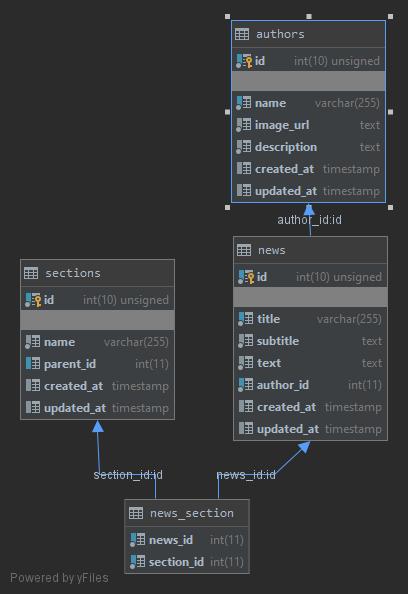 authors
id int(10) unsigned
name varchar(255)
image_url text
description text
created_at timestamp
updated_at timestamp
author_id:id
news
id int(10) unsigned
title varchar(255)
subtitle text
text text
author_id int(11)
created_at timestamp
updated_at timestamp
sections
id int(10) unsigned
name varchar(255)
parent_id int(11)
created_at timestamp
updated_at timestamp
section_id:id
news_id:id
news_section
news_id int(11)
section_id int(11)
Powered by yFiles